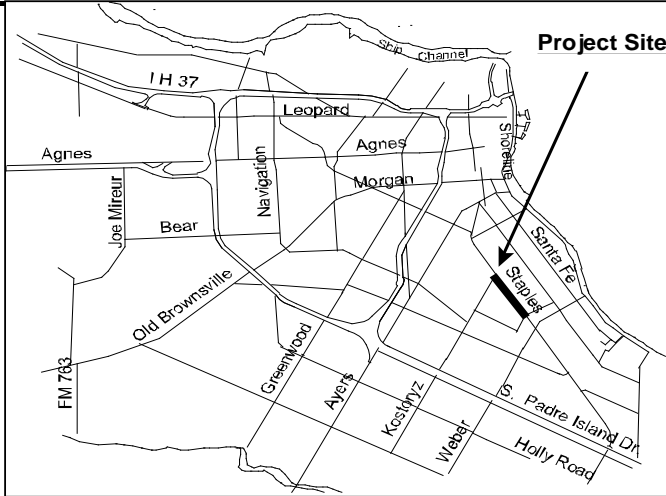 Project Site
Ship Channel
I H 37
Leopard
Agnes
Agnes
Morgan
Shoreline
Navigation
Joe Mireur
Bear
Santa Fe
Staples
Old Brownsville
FM 763
Greenwood
Ayers
Kostoryz
Weber
S. Padre Island Dr.
Holly Road